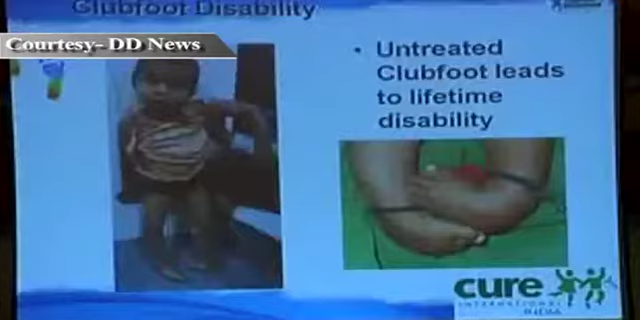 Clubfoot Disability
Courtesy- DD News
• Untreated
Clubfoot leads
to lifetime
disability
cure
INTERNATIONAL
INDIA